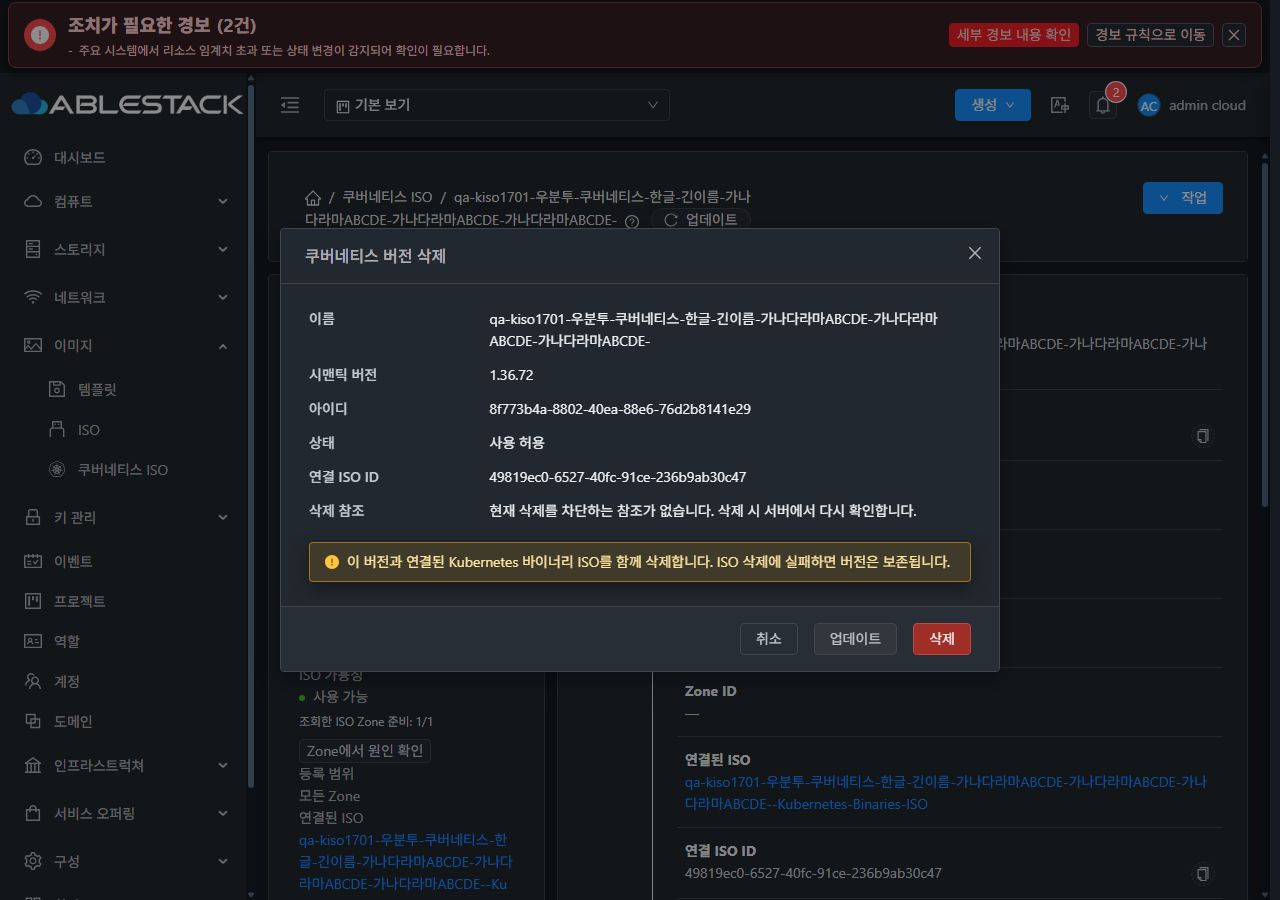 조치가 필요한 경보 (2건)
- 주요 시스템에서 리소스 임계치 초과 또는 상태 변경이 감지되어 확인이 필요합니다.
세부 경보 내용 확인
경보 규칙으로 이동
ABLESTACK
기본 보기
생성
2
AC
admin cloud
대시보드
컴퓨트
스토리지
네트워크
이미지
템플릿
ISO
쿠버네티스 ISO
키 관리
이벤트
프로젝트
역할
계정
도메인
인프라스트럭쳐
서비스 오퍼링
구성
/ 쿠버네티스 ISO / qa-kiso1701-우분투-쿠버네티스-한글-긴이름-가나
다라마ABCDE-가나다라마ABCDE-가나다라마ABCDE-
업데이트
작업
쿠버네티스 버전 삭제
이름
qa-kiso1701-우분투-쿠버네티스-한글-긴이름-가나다라마ABCDE-가나다라마
ABCDE-가나다라마ABCDE-
시맨틱 버전
1.36.72
아이디
8f773b4a-8802-40ea-88e6-76d2b8141e29
상태
사용 허용
연결 ISO ID
49819ec0-6527-40fc-91ce-236b9ab30c47
삭제 참조
현재 삭제를 차단하는 참조가 없습니다. 삭제 시 서버에서 다시 확인합니다.
이 버전과 연결된 Kubernetes 바이너리 ISO를 함께 삭제합니다. ISO 삭제에 실패하면 버전은 보존됩니다.
취소
업데이트
삭제
라마ABCDE-가나다라마ABCDE-가나
ISO 가용성
사용 가능
조회한 ISO Zone 준비: 1/1
Zone에서 원인 확인
등록 범위
모든 Zone
연결된 ISO
qa-kiso1701-우분투-쿠버네티스-한
글-긴이름-가나다라마ABCDE-가나다
라마ABCDE-가나다라마ABCDE--Ku
Zone ID
—
연결된 ISO
qa-kiso1701-우분투-쿠버네티스-한글-긴이름-가나다라마ABCDE-가나다라마ABCDE-가나
다라마ABCDE--Kubernetes-Binaries-ISO
연결 ISO ID
49819ec0-6527-40fc-91ce-236b9ab30c47